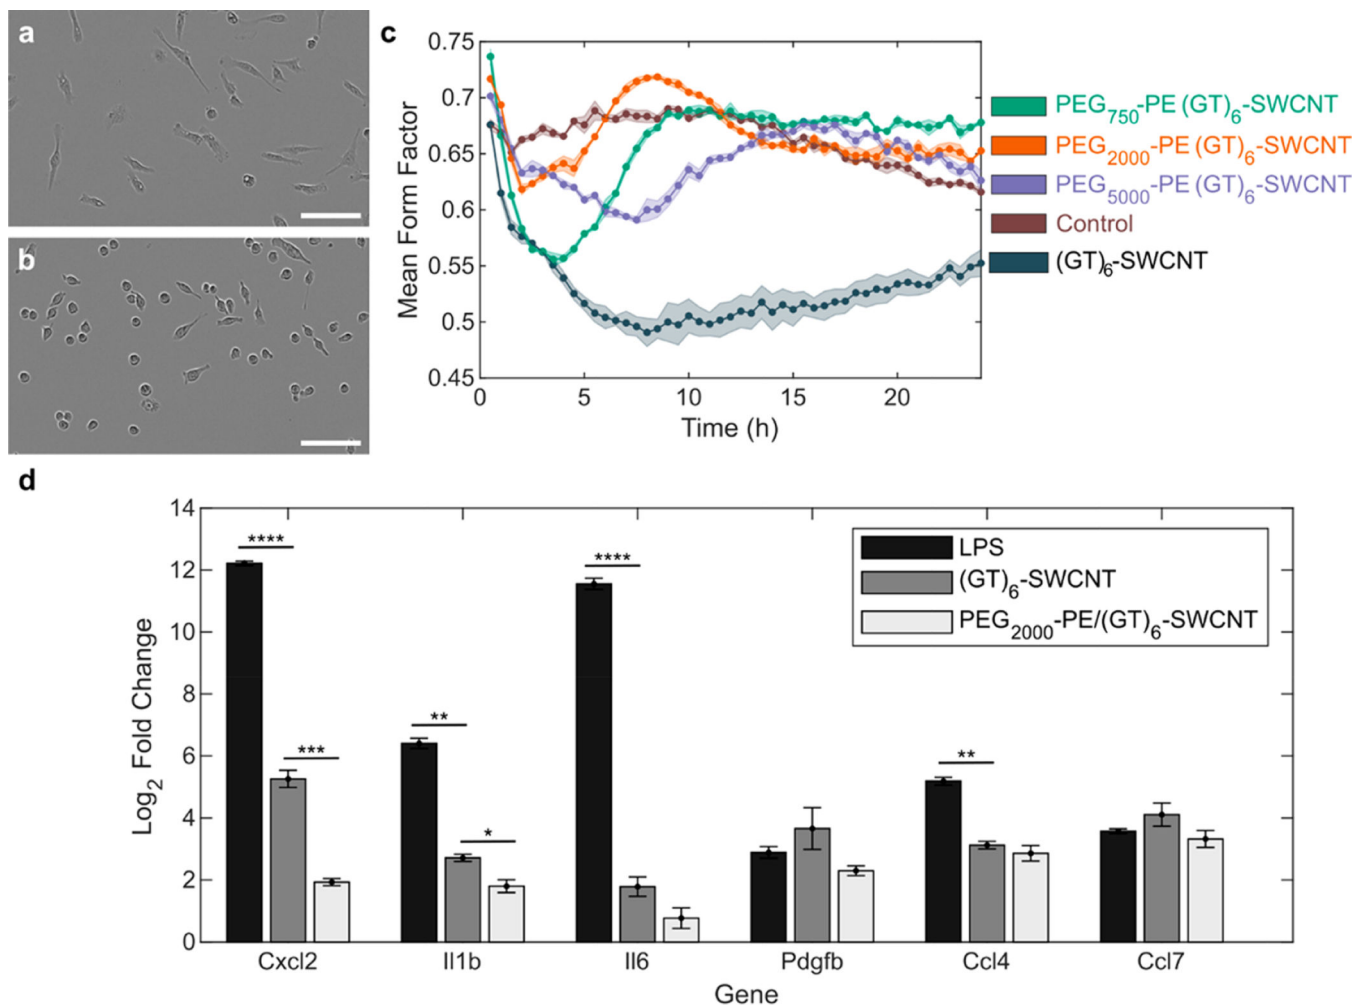 a
b
c
0.75
0.7
0.65
0.6
0.55
0.5
0.45
Mean Form Factor
0
5
10
15
20
Time (h)
PEG750-PE (GT)6-SWCNT
PEG2000-PE (GT)6-SWCNT
PEG5000-PE (GT)6-SWCNT
Control
(GT)6-SWCNT
d
14
12
10
8
6
4
2
0
Log2 Fold Change
****
***
**
*
****
**
LPS
(GT)6-SWCNT
PEG2000-PE/(GT)6-SWCNT
Cxcl2
Il1b
Il6
Pdgfb
Ccl4
Ccl7
Gene